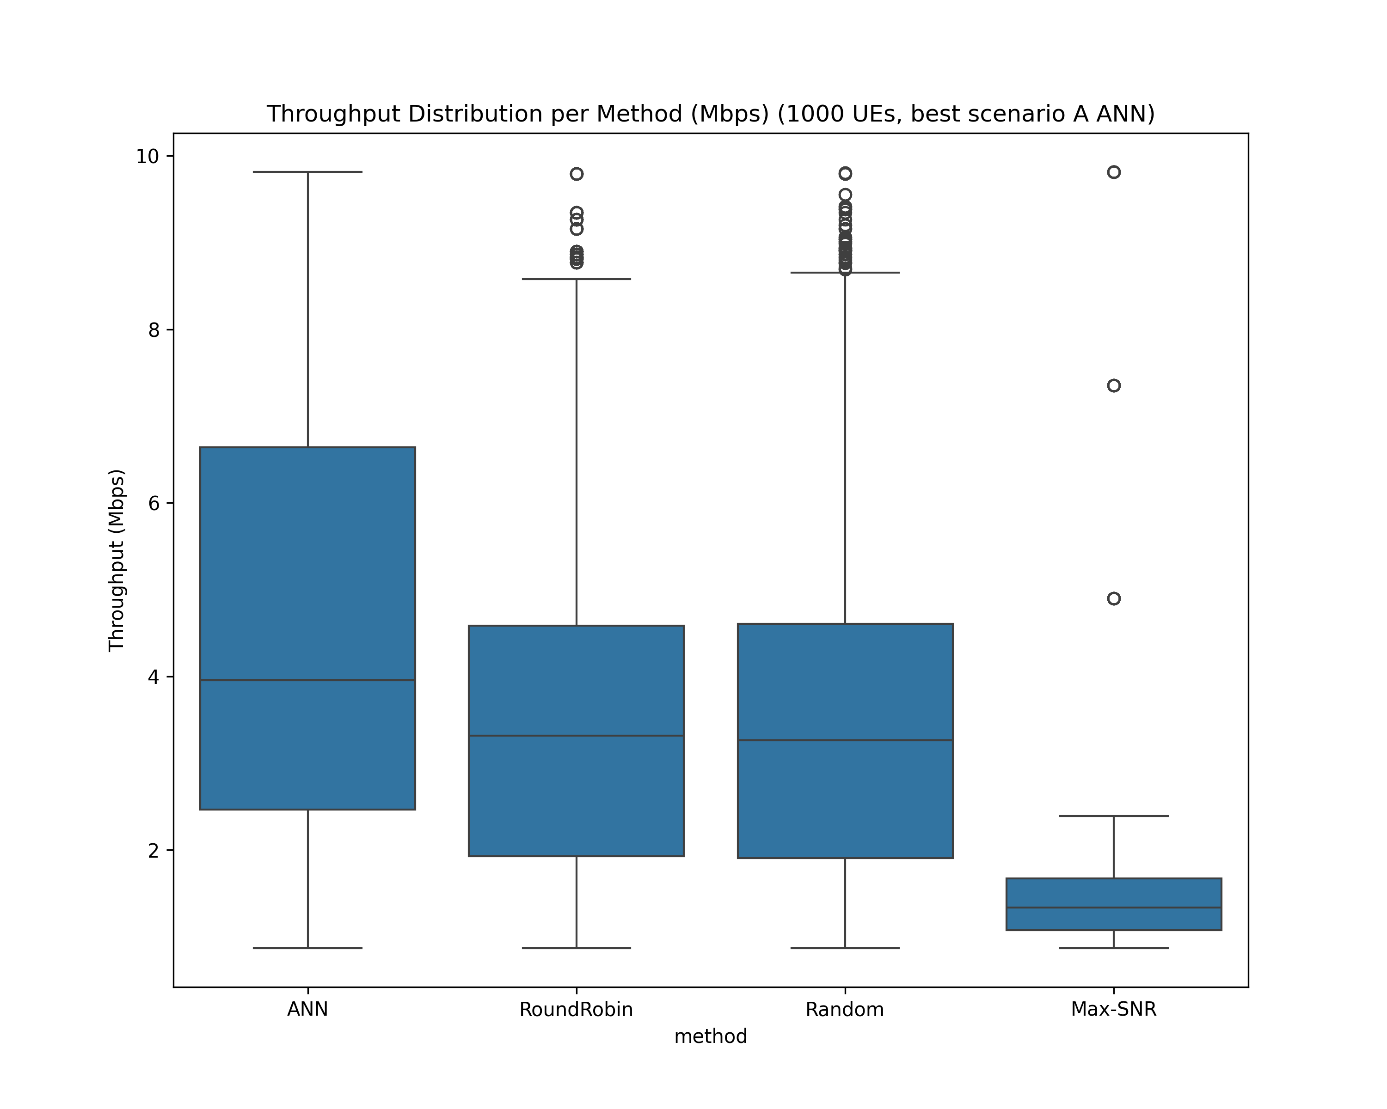 Throughput Distribution per Method (Mbps) (1000 UEs, best scenario A ANN)
Throughput (Mbps)
10
8
6
4
2
ANN RoundRobin Random Max-SNR
method